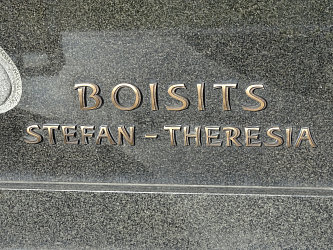 BOISITS
STEFAN – THERESIA